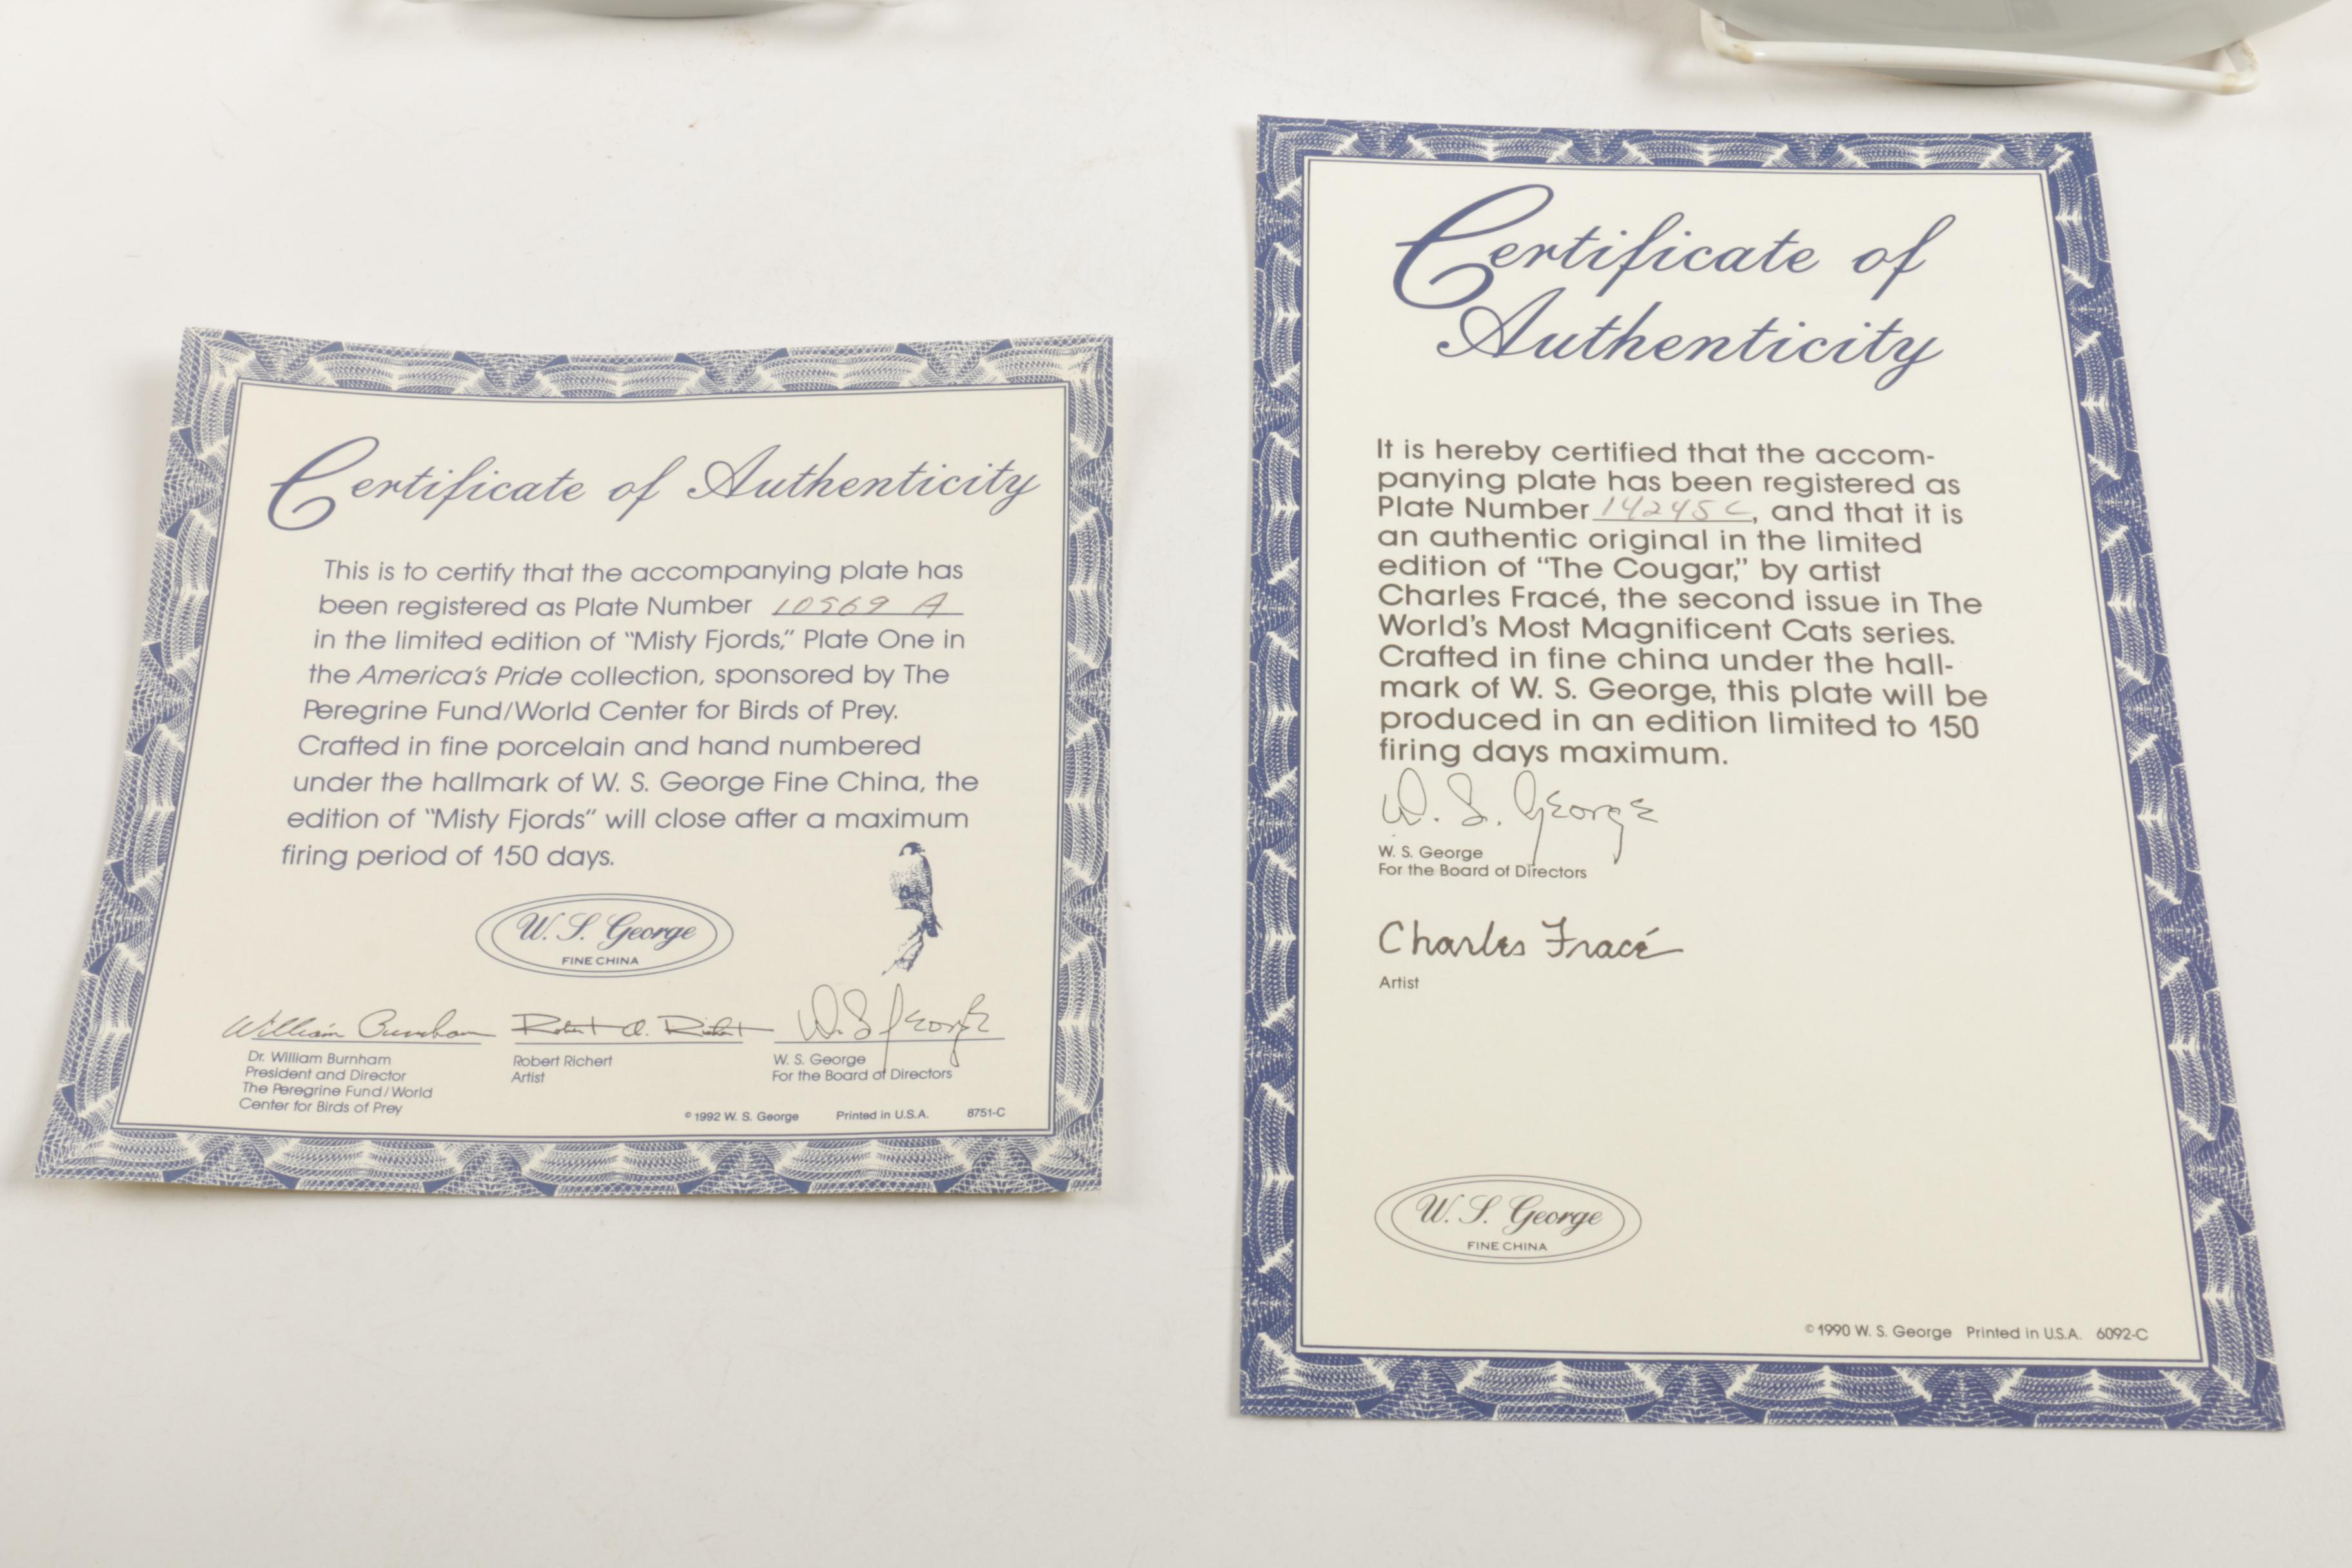 Certificate of Authenticity
This is to certify that the accompanying plate has
been registered as Plate Number 10569 A
in the limited edition of "Misty Fjords," Plate One in
the America's Pride collection, sponsored by The
Peregrine Fund/World Center for Birds of Prey.
Crafted in fine porcelain and hand numbered
under the hallmark of W. S. George Fine China, the
edition of "Misty Fjords" will close after a maximum
firing period of 150 days.
W. S. George
FINE CHINA
William Burnham
Robert A. Richert
W. S. George
Dr. William Burnham
President and Director
The Peregrine Fund/World
Center for Birds of Prey
Robert Richert
Artist
W. S. George
For the Board of Directors
© 1992 W. S. George Printed in U.S.A. 8751-C
Certificate of
Authenticity
It is hereby certified that the accom-
panying plate has been registered as
Plate Number 14245 C, and that it is
an authentic original in the limited
edition of "The Cougar," by artist
Charles Fracé, the second issue in The
World's Most Magnificent Cats series.
Crafted in fine china under the hall-
mark of W. S. George, this plate will be
produced in an edition limited to 150
firing days maximum.
W. S. George
W. S. George
For the Board of Directors
Charles Fracé
Artist
W. S. George
FINE CHINA
© 1990 W. S. George Printed in U.S.A. 6092-C